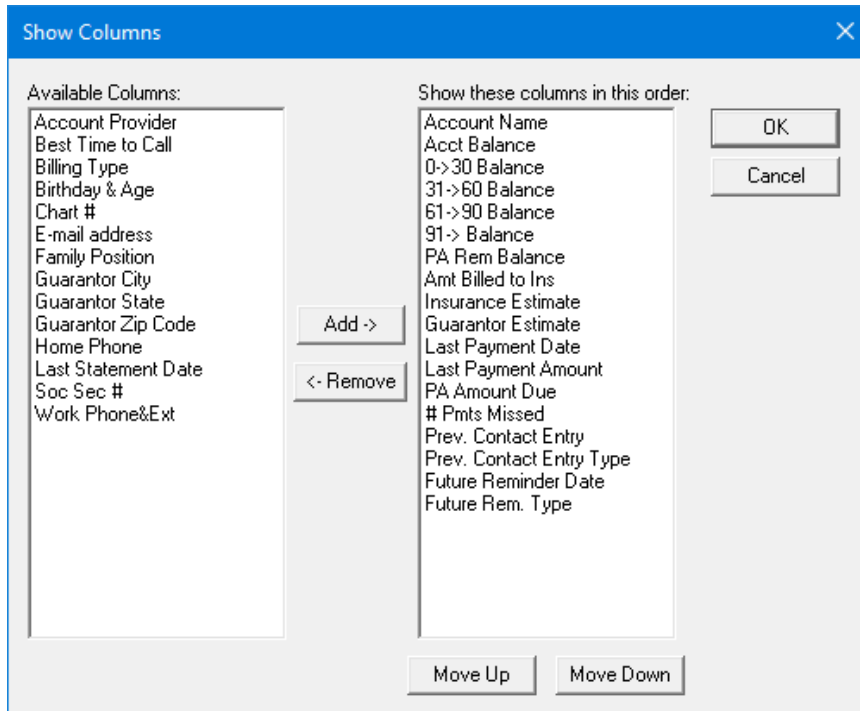 Show Columns
Available Columns:
Account Provider
Best Time to Call
Billing Type
Birthday & Age
Chart #
E-mail address
Family Position
Guarantor City
Guarantor State
Guarantor Zip Code
Home Phone
Last Statement Date
Soc Sec #
Work Phone&Ext
Add ->
<- Remove
Show these columns in this order:
Account Name
Acct Balance
0->30 Balance
31->60 Balance
61->90 Balance
91-> Balance
PA Rem Balance
Amt Billed to Ins
Insurance Estimate
Guarantor Estimate
Last Payment Date
Last Payment Amount
PA Amount Due
# Pmts Missed
Prev. Contact Entry
Prev. Contact Entry Type
Future Reminder Date
Future Rem. Type
OK
Cancel
Move Up
Move Down